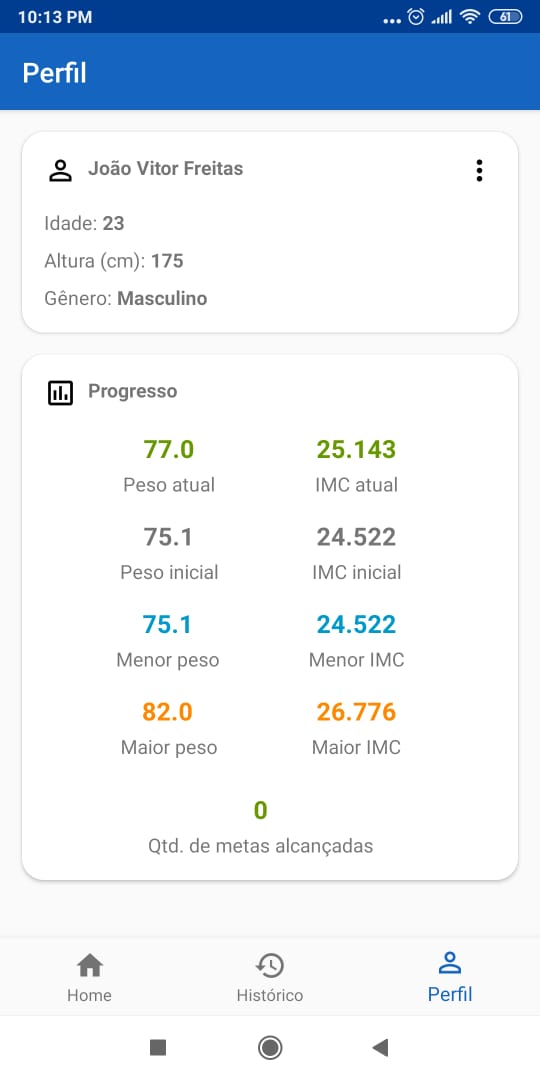 10:13 PM
61
Perfil
João Vitor Freitas
Idade: 23
Altura (cm): 175
Gênero: Masculino
Progresso
77.0 25.143
Peso atual IMC atual
75.1 24.522
Peso inicial IMC inicial
75.1 24.522
Menor peso Menor IMC
82.0 26.776
Maior peso Maior IMC
0
Qtd. de metas alcançadas
Home Histórico Perfil